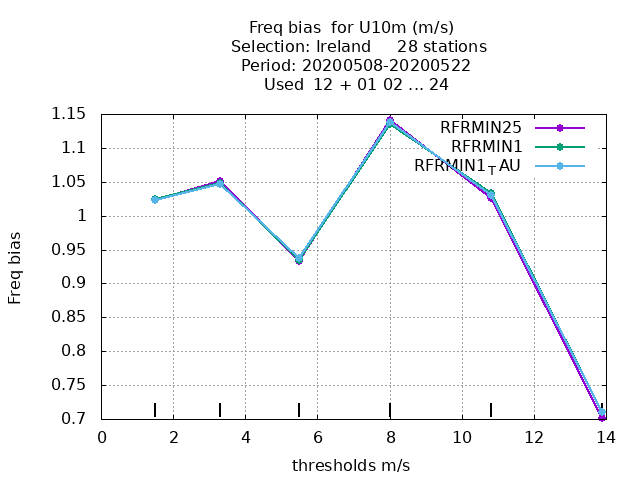 Freq bias  for U10m (m/s)
Selection: Ireland     28 stations
Period: 20200508-20200522
Used  12 + 01 02 ... 24
RFRMIN25
RFRMIN1
RFRMIN1_TAU
Freq bias
1.15
1.1
1.05
1
0.95
0.9
0.85
0.8
0.75
0.7
0 2 4 6 8 10 12 14
thresholds m/s